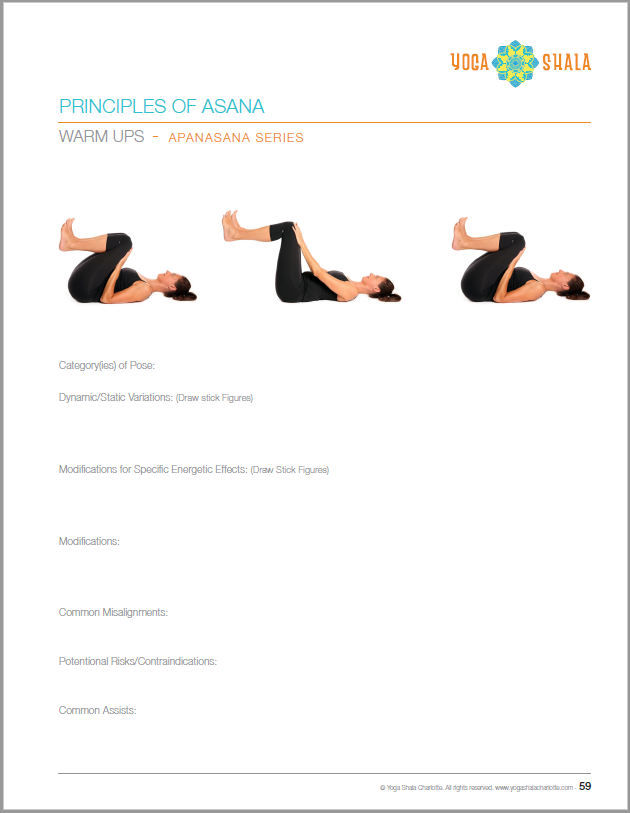 YOGA SHALA
PRINCIPLES OF ASANA
WARM UPS - APANASANA SERIES
Category(ies) of Pose:
Dynamic/Static Variations: (Draw stick Figures)
Modifications for Specific Energetic Effects: (Draw Stick Figures)
Modifications:
Common Misalignments:
Potentional Risks/Contraindications:
Common Assists:
© Yoga Shala Charlotte. All rights reserved. www.yogashalacharlotte.com · 59